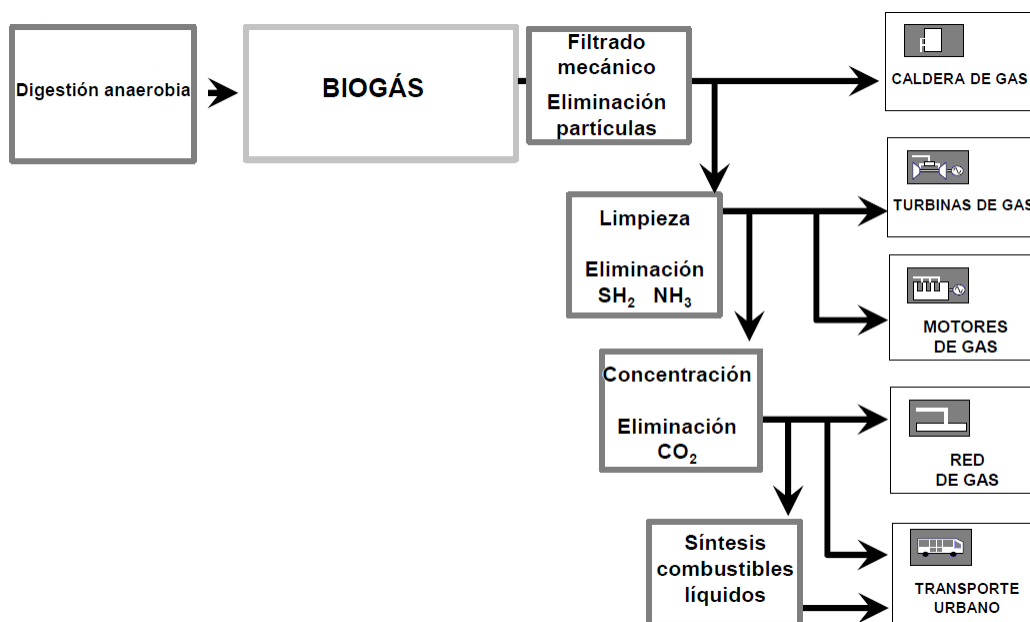 Digestión anaerobia
BIOGÁS
Filtrado
mecánico
Eliminación
partículas
CALDERA DE GAS
Limpieza
Eliminación
SH₂ NH₃
TURBINAS DE GAS
MOTORES
DE GAS
Concentración
Eliminación
CO₂
RED
DE GAS
Síntesis
combustibles
líquidos
TRANSPORTE
URBANO